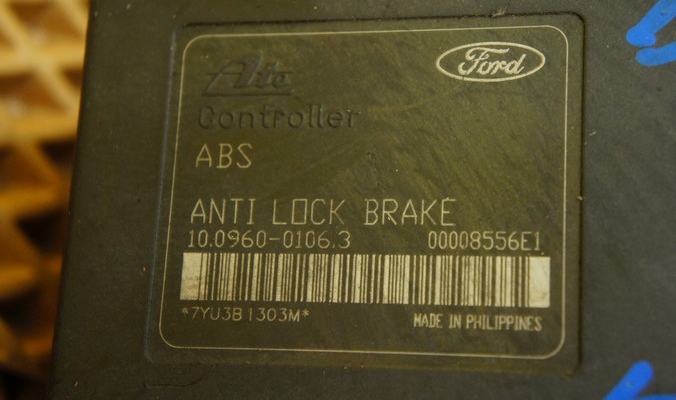 Ate
Ford
Controller
ABS
ANTI LOCK BRAKE
10.0960-0106.3 00008556E1
*7YU3B1303M*
MADE IN PHILIPPINES